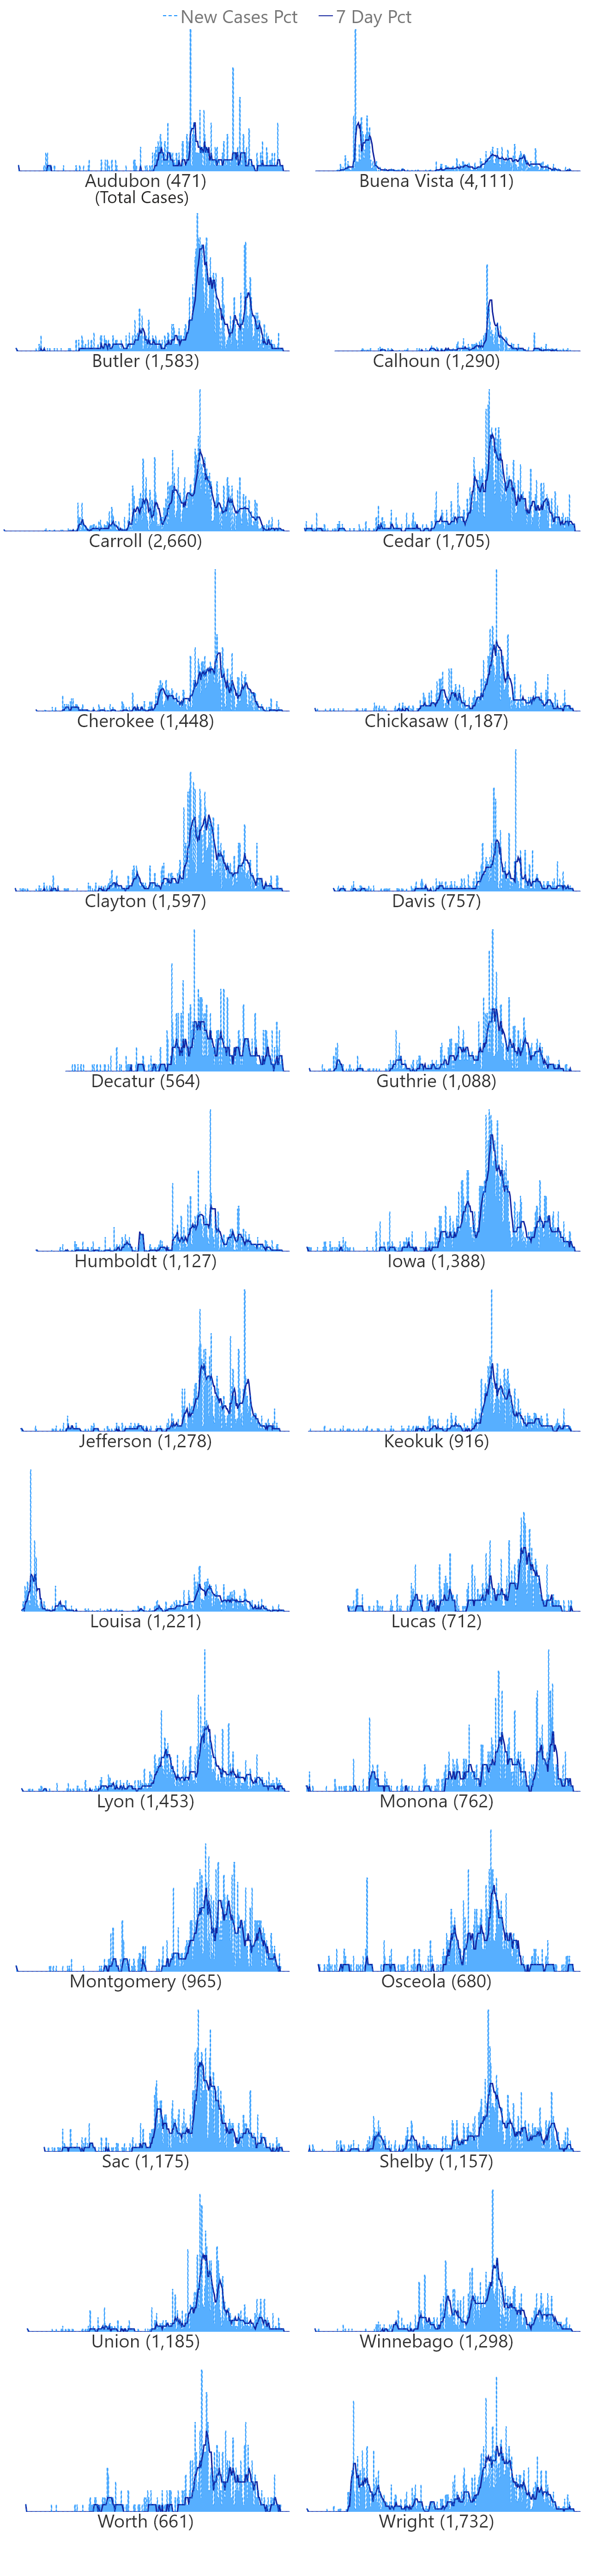 New Cases Pct 7 Day Pct
Audubon (471) Buena Vista (4,111)
(Total Cases)
Butler (1,583) Calhoun (1,290)
Carroll (2,660) Cedar (1,705)
Cherokee (1,448) Chickasaw (1,187)
Clayton (1,597) Davis (757)
Decatur (564) Guthrie (1,088)
Humboldt (1,127) Iowa (1,388)
Jefferson (1,278) Keokuk (916)
Louisa (1,221) Lucas (712)
Lyon (1,453) Monona (762)
Montgomery (965) Osceola (680)
Sac (1,175) Shelby (1,157)
Union (1,185) Winnebago (1,298)
Worth (661) Wright (1,732)